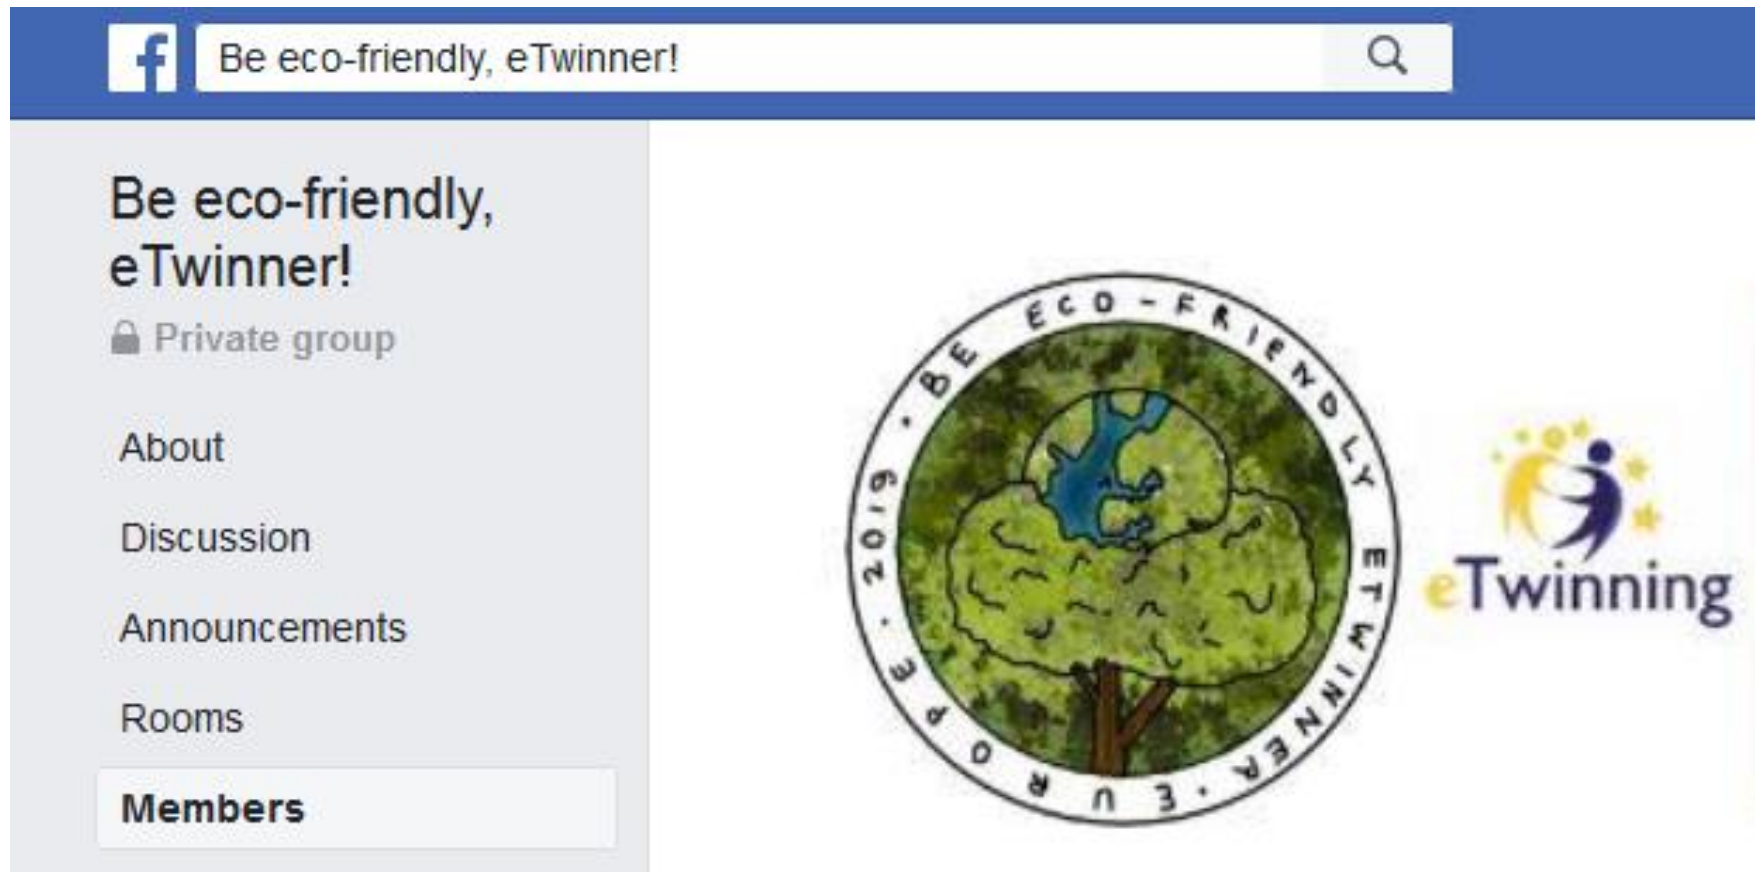 Be eco-friendly, eTwinner!
Be eco-friendly,
eTwinner!
Private group
About
Discussion
Announcements
Rooms
Members
BE ECO-FRIENDLY ETWINNER · EUROPE · 2019 ·
eTwinning